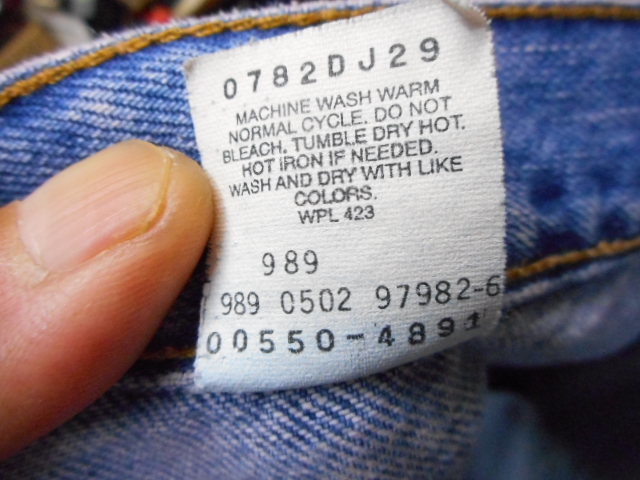 0782DJ29
MACHINE WASH WARM
NORMAL CYCLE. DO NOT
BLEACH. TUMBLE DRY HOT.
HOT IRON IF NEEDED.
WASH AND DRY WITH LIKE
COLORS.
WPL 423
989
989 0502 97982-6
00550-4891